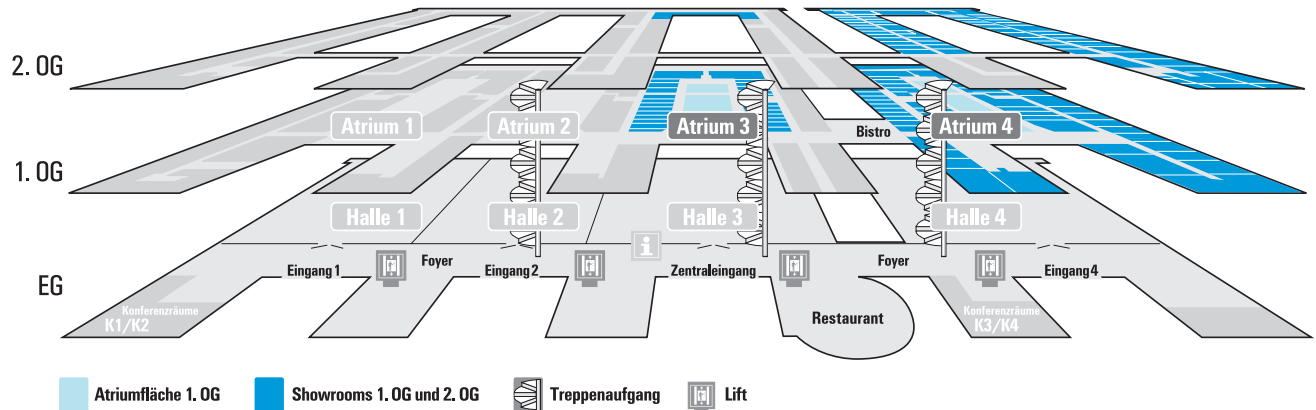 2. OG
Atrium 1
Atrium 2
Atrium 3
Bistro
Atrium 4
1. OG
Halle 1
Halle 2
Halle 3
Halle 4
i
Eingang 1
Foyer
Eingang 2
Zentraleingang
Foyer
Eingang 4
EG
Konferenzräume
K1/K2
Restaurant
Konferenzräume
K3/K4
Atriumfläche 1. OG
Showrooms 1. OG und 2. OG
Treppenaufgang
Lift